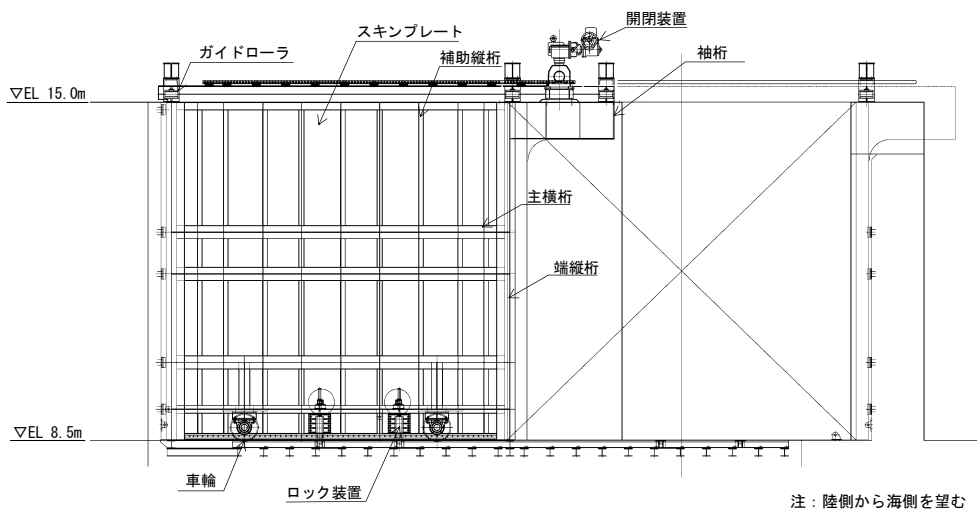 開閉装置
スキンプレート
ガイドローラ
補助縦桁
袖桁
▽EL 15.0m
主横桁
端縦桁
▽EL 8.5m
車輪
ロック装置
注：陸側から海側を望む